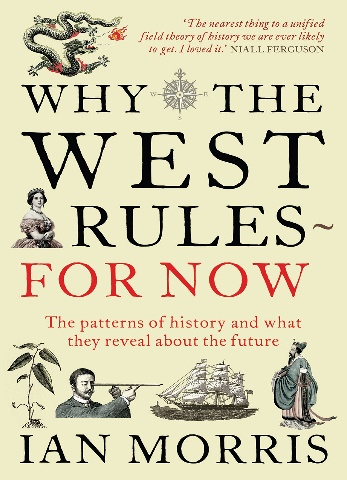 'The nearest thing to a unified
field theory of history we are ever likely
to get. I loved it.' NIALL FERGUSON
WHY THE
W E S
WEST
RULES~
FOR NOW
The patterns of history and what
they reveal about the future
IAN MORRIS